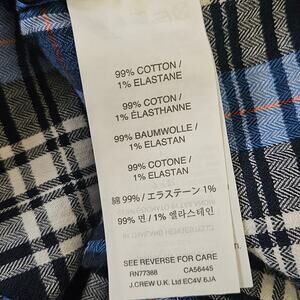 99% COTTON /
1% ELASTANE
99% COTON /
1% ÉLASTHANNE
99% BAUMWOLLE /
1% ELASTAN
99% COTONE /
1% ELASTAN
綿 99% / エラステーン 1%
99% 면 / 1% 엘라스테인
SEE REVERSE FOR CARE
RN77388 CA56445
J.CREW U.K. Ltd EC4V 6JA